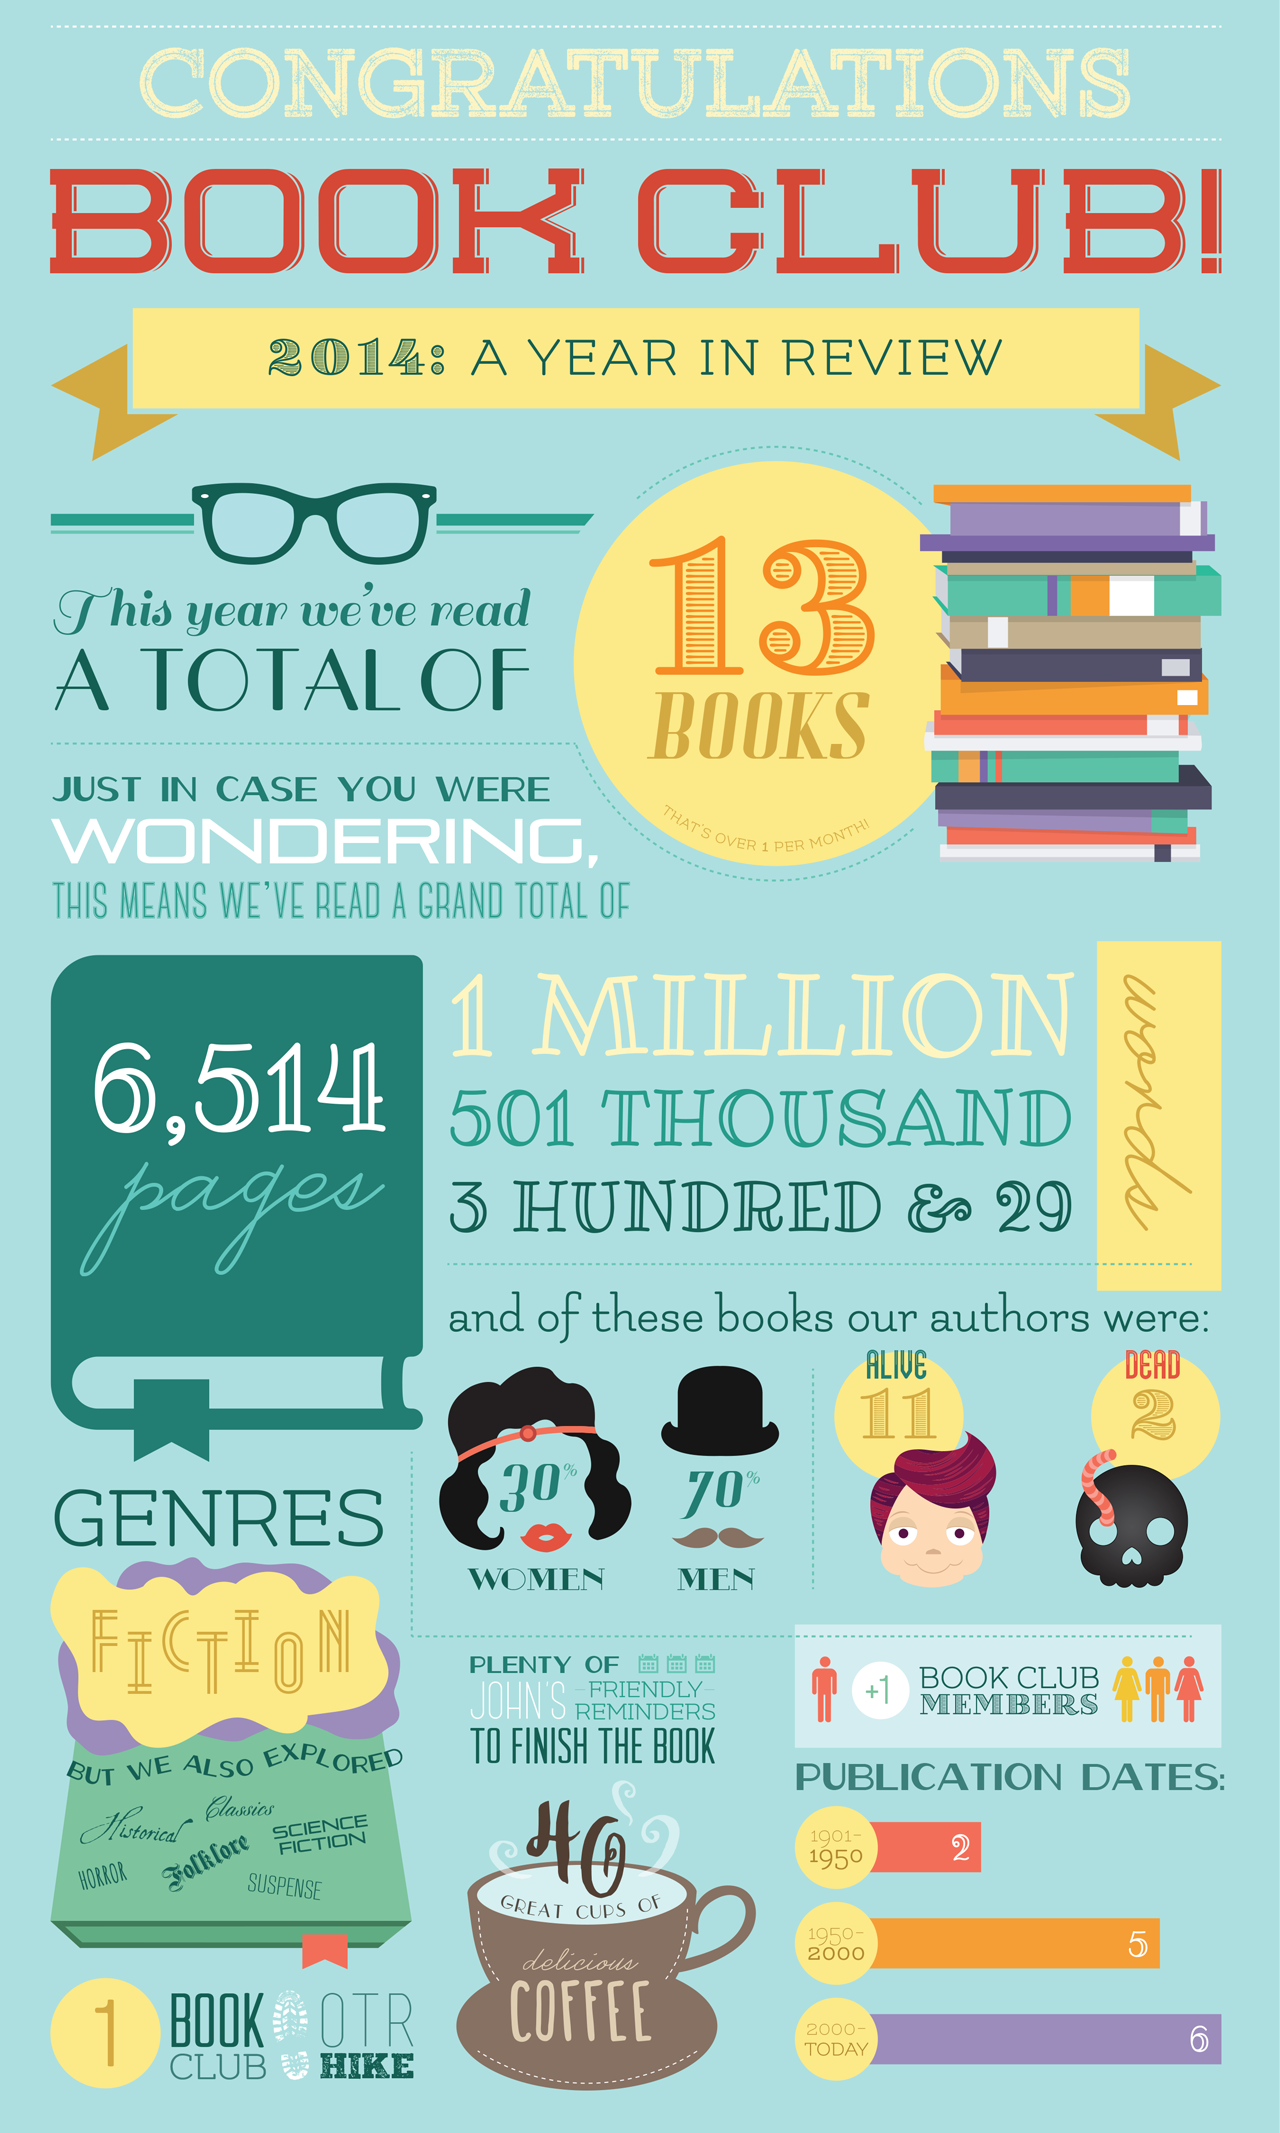 CONGRATULATIONS
BOOK CLUB!
2014: A YEAR IN REVIEW
This year we've read
A TOTAL OF
13
BOOKS
THAT'S OVER 1 PER MONTH!
JUST IN CASE YOU WERE
WONDERING,
THIS MEANS WE'VE READ A GRAND TOTAL OF
6,514
pages
1 MILLION
501 THOUSAND
3 HUNDRED & 29
words
and of these books our authors were:
30%
WOMEN
70%
MEN
ALIVE
11
DEAD
2
GENRES
FICTION
BUT WE ALSO EXPLORED
Historical
Classics
SCIENCE
FICTION
HORROR
Folklore
SUSPENSE
1
BOOK
CLUB
OTR
HIKE
PLENTY OF
JOHN'S -FRIENDLY-
REMINDERS
TO FINISH THE BOOK
40
GREAT CUPS OF
delicious
COFFEE
+1
BOOK CLUB
MEMBERS
PUBLICATION DATES:
1901-
1950
2
1950-
2000
5
2000-
TODAY
6